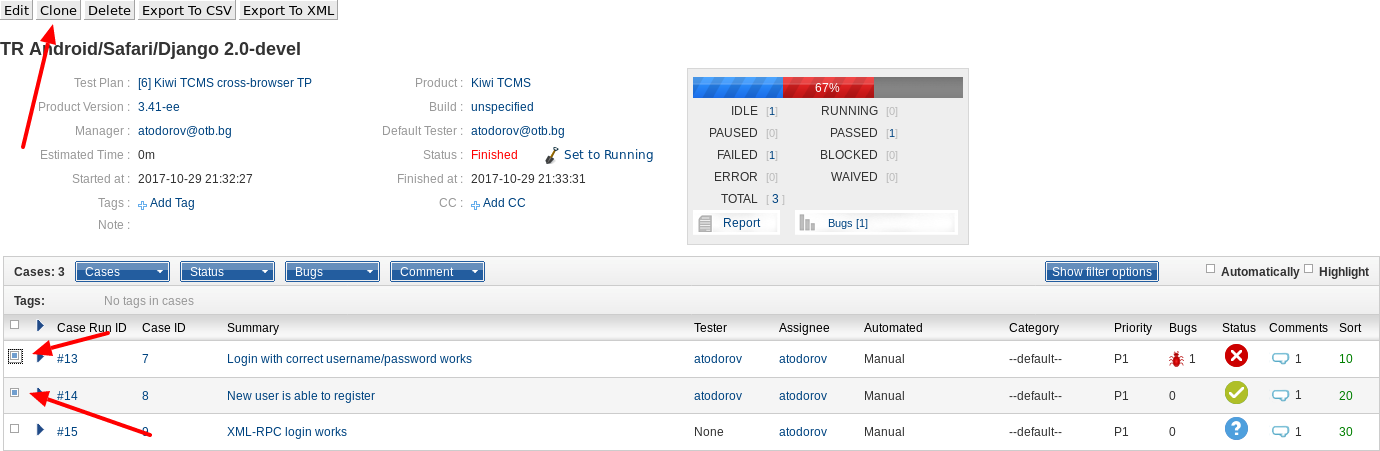 Edit Clone Delete Export To CSV Export To XML
TR Android/Safari/Django 2.0-devel
Test Plan : [6] Kiwi TCMS cross-browser TP Product : Kiwi TCMS
Product Version : 3.41-ee Build : unspecified
Manager : atodorov@otb.bg Default Tester : atodorov@otb.bg
Estimated Time : 0m Status : Finished Set to Running
Started at : 2017-10-29 21:32:27 Finished at : 2017-10-29 21:33:31
Tags : Add Tag CC : Add CC
Note :
67%
IDLE [1] RUNNING [0]
PAUSED [0] PASSED [1]
FAILED [1] BLOCKED [0]
ERROR [0] WAIVED [0]
TOTAL [ 3 ]
Report Bugs [1]
Cases: 3 Cases Status Bugs Comment Show filter options Automatically Highlight
Tags: No tags in cases
Case Run ID Case ID Summary Tester Assignee Automated Category Priority Bugs Status Comments Sort
#13 7 Login with correct username/password works atodorov atodorov Manual --default-- P1 1 1 10
#14 8 New user is able to register atodorov atodorov Manual --default-- P1 0 1 20
#15 9 XML-RPC login works None atodorov Manual --default-- P1 0 ? 1 30